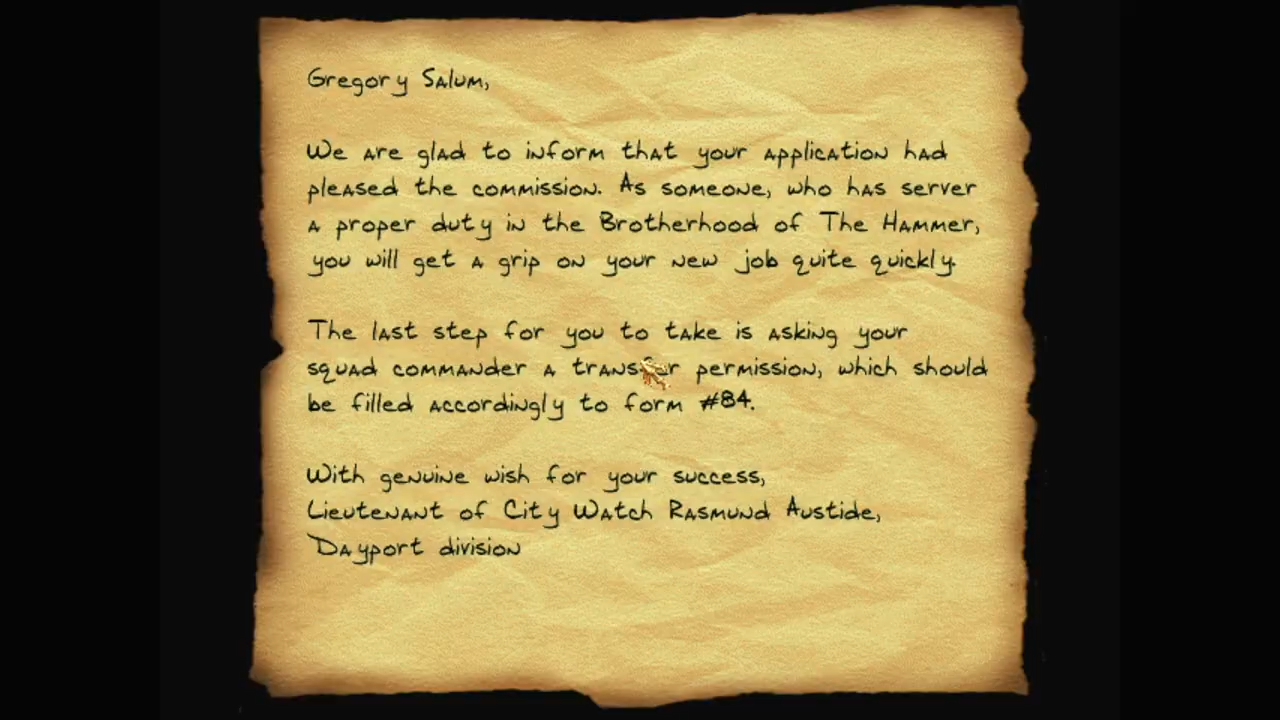 Gregory Salum,
We are glad to inform that your application had
pleased the commission. As someone, who has server
a proper duty in the Brotherhood of The Hammer,
you will get a grip on your new job quite quickly.
The last step for you to take is asking your
squad commander a transfer permission, which should
be filled accordingly to form #84.
With genuine wish for your success,
Lieutenant of City Watch Rasmund Austide,
Dayport division